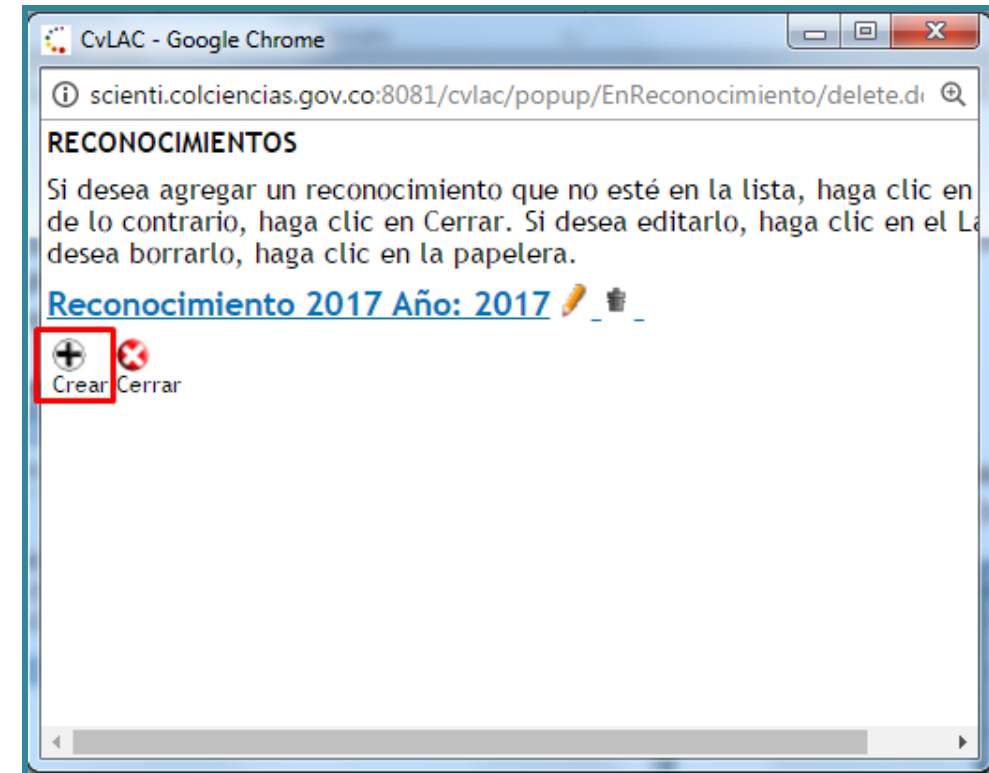 CvLAC - Google Chrome
scienti.colciencias.gov.co:8081/cvlac/popup/EnReconocimiento/delete.d
RECONOCIMIENTOS
Si desea agregar un reconocimiento que no esté en la lista, haga clic en
de lo contrario, haga clic en Cerrar. Si desea editarlo, haga clic en el
desea borrarlo, haga clic en la papelera.
Reconocimiento 2017 Año: 2017
Crear Cerrar